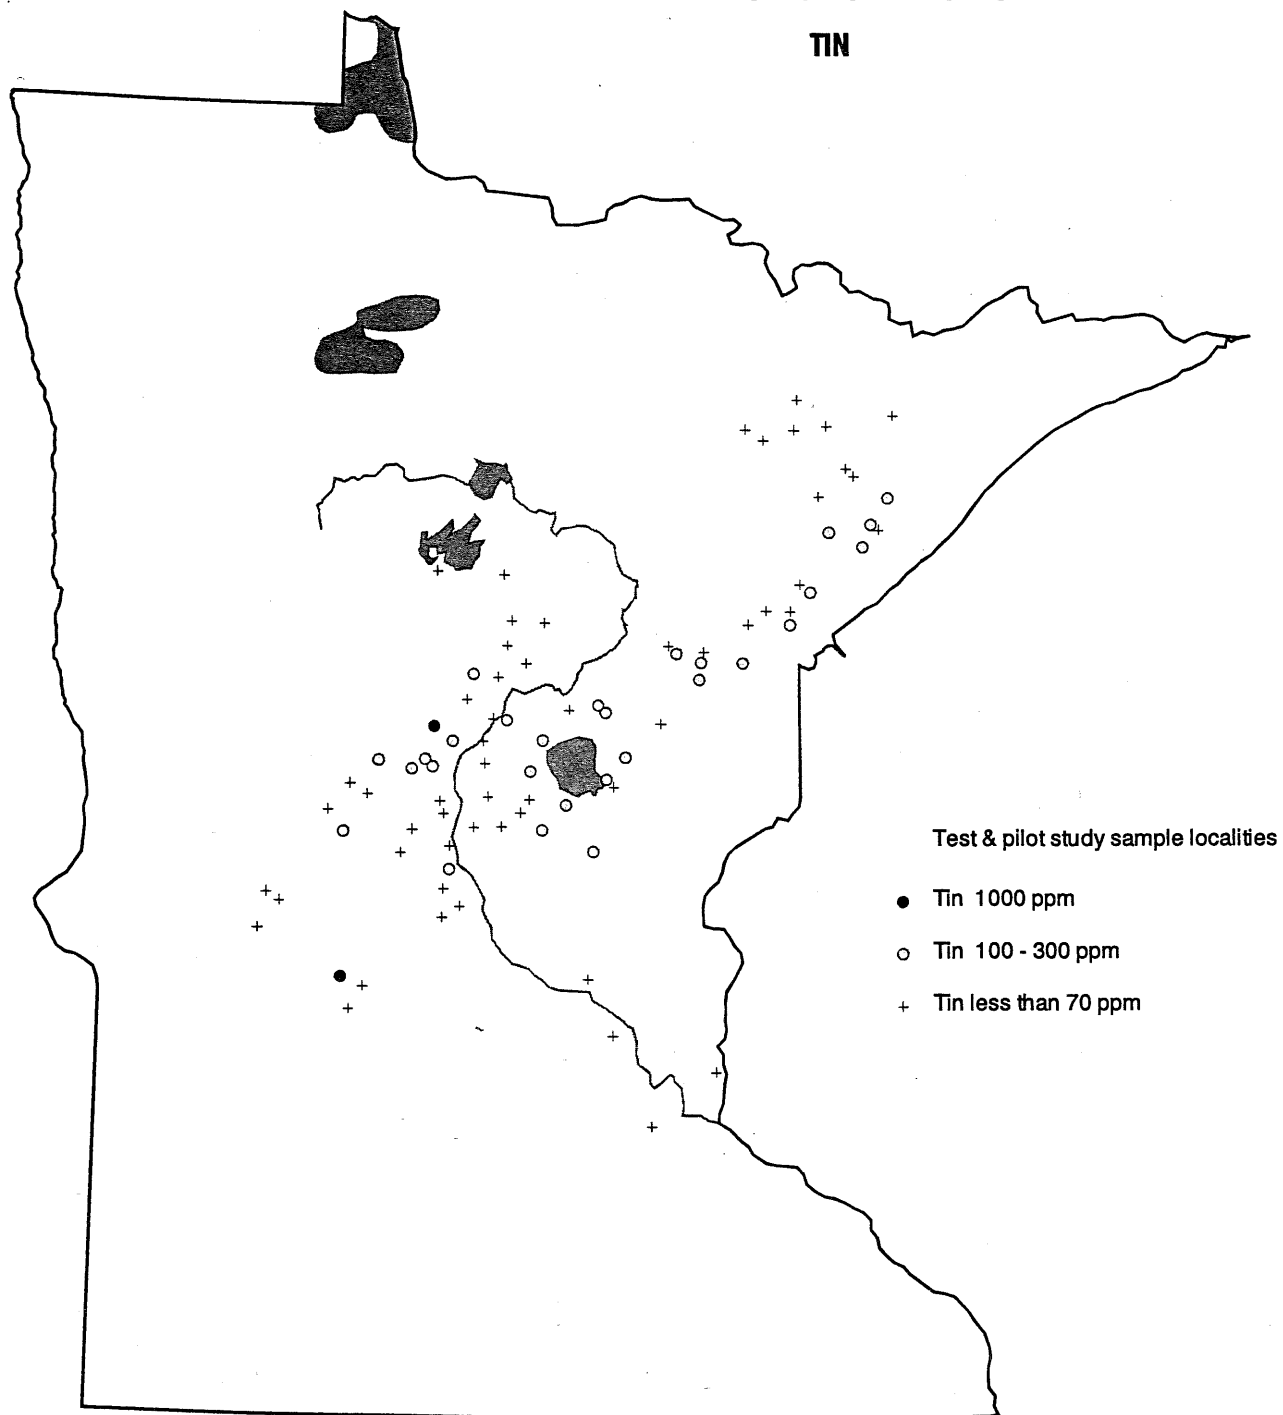 TIN
Test & pilot study sample localities
Tin 1000 ppm
Tin 100 - 300 ppm
Tin less than 70 ppm